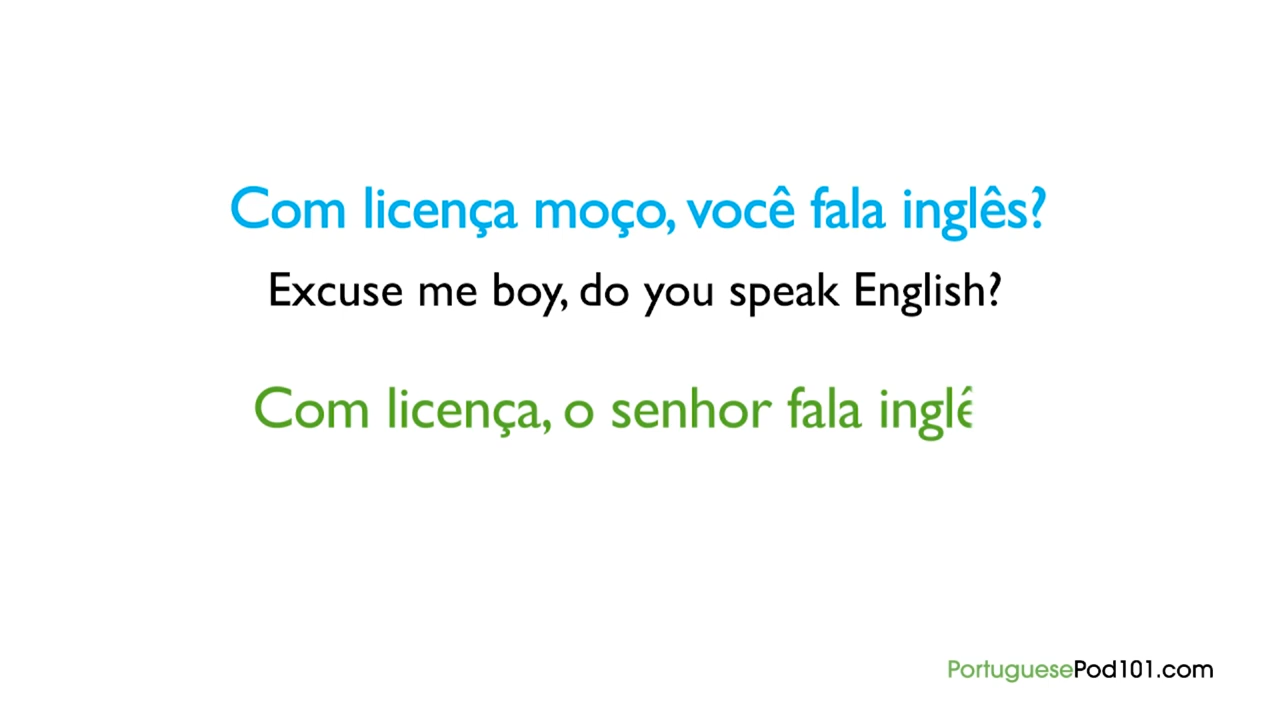 Com licença moço, você fala inglês?
Excuse me boy, do you speak English?
Com licença, o senhor fala inglê
PortuguesePod101.com